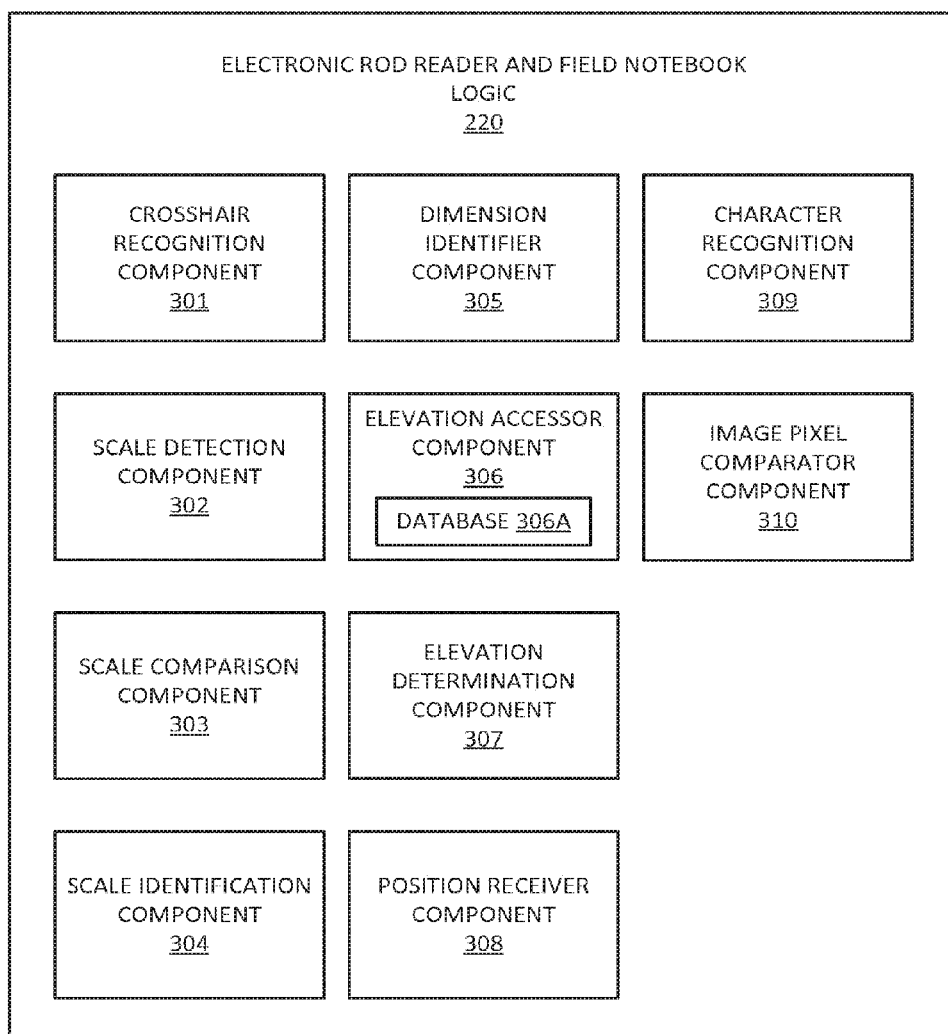 ELECTRONIC ROD READER AND FIELD NOTEBOOK
LOGIC
220
CROSSHAIR
RECOGNITION
COMPONENT
301
DIMENSION
IDENTIFIER
COMPONENT
305
CHARACTER
RECOGNITION
COMPONENT
309
SCALE DETECTION
COMPONENT
302
ELEVATION ACCESSOR
COMPONENT
306
DATABASE 306A
IMAGE PIXEL
COMPARATOR
COMPONENT
310
SCALE COMPARISON
COMPONENT
303
ELEVATION
DETERMINATION
COMPONENT
307
SCALE IDENTIFICATION
COMPONENT
304
POSITION RECEIVER
COMPONENT
308